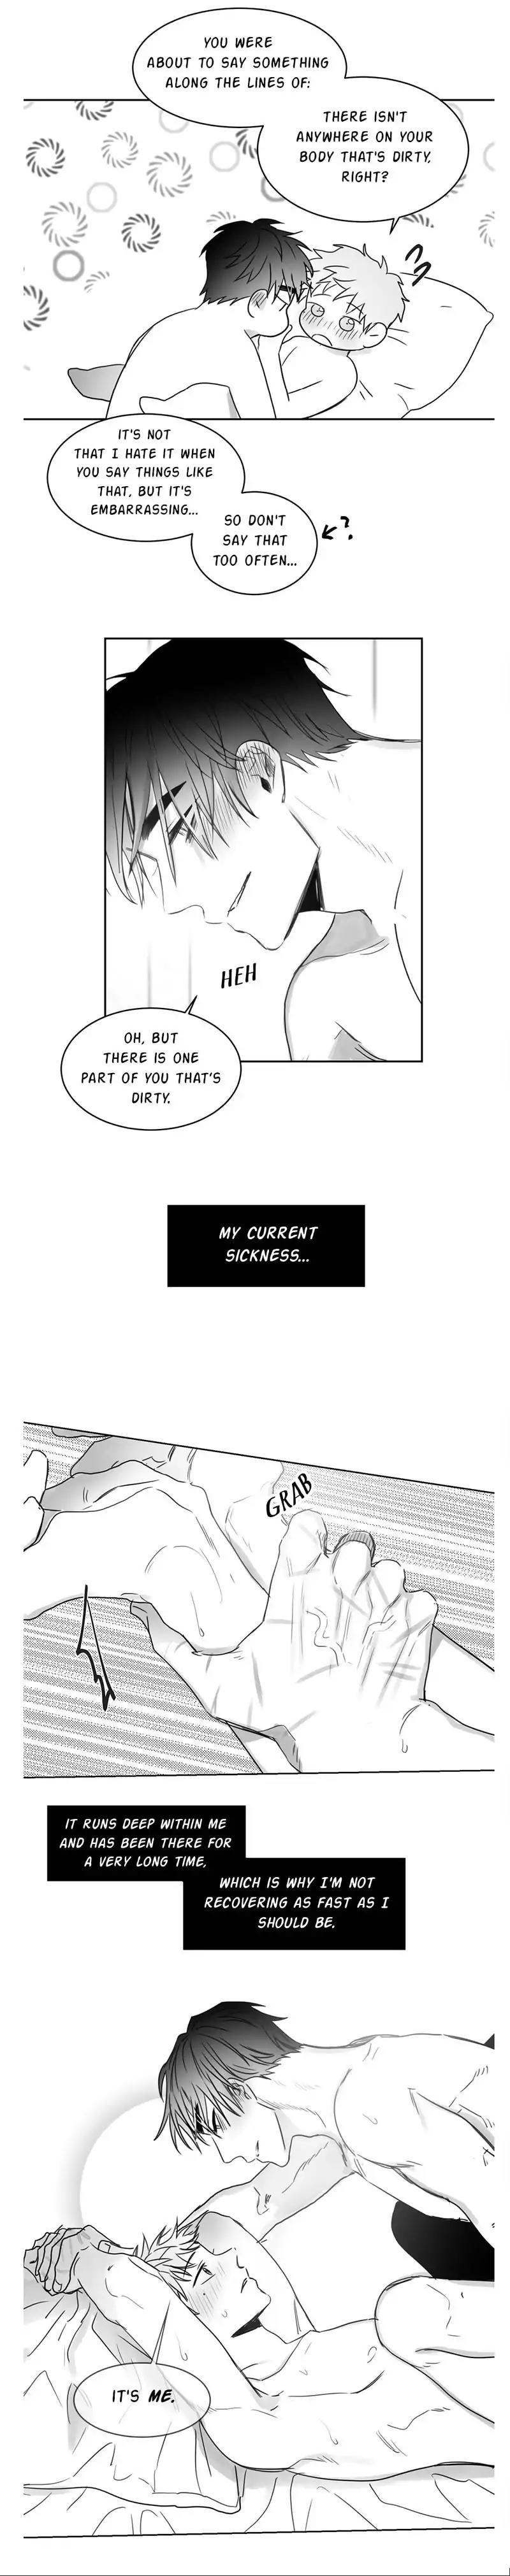 YOU WERE
ABOUT TO SAY SOMETHING
ALONG THE LINES OF:
THERE ISN'T
ANYWHERE ON YOUR
BODY THAT'S DIRTY,
RIGHT?
IT'S NOT
THAT I HATE IT WHEN
YOU SAY THINGS LIKE
THAT, BUT IT'S
EMBARRASSING...
SO DON'T
SAY THAT
TOO OFTEN...
?
HEH
OH, BUT
THERE IS ONE
PART OF YOU THAT'S
DIRTY.
MY CURRENT
SICKNESS...
GRAB
IT RUNS DEEP WITHIN ME
AND HAS BEEN THERE FOR
A VERY LONG TIME,
WHICH IS WHY I'M NOT
RECOVERING AS FAST AS I
SHOULD BE.
IT'S ME.